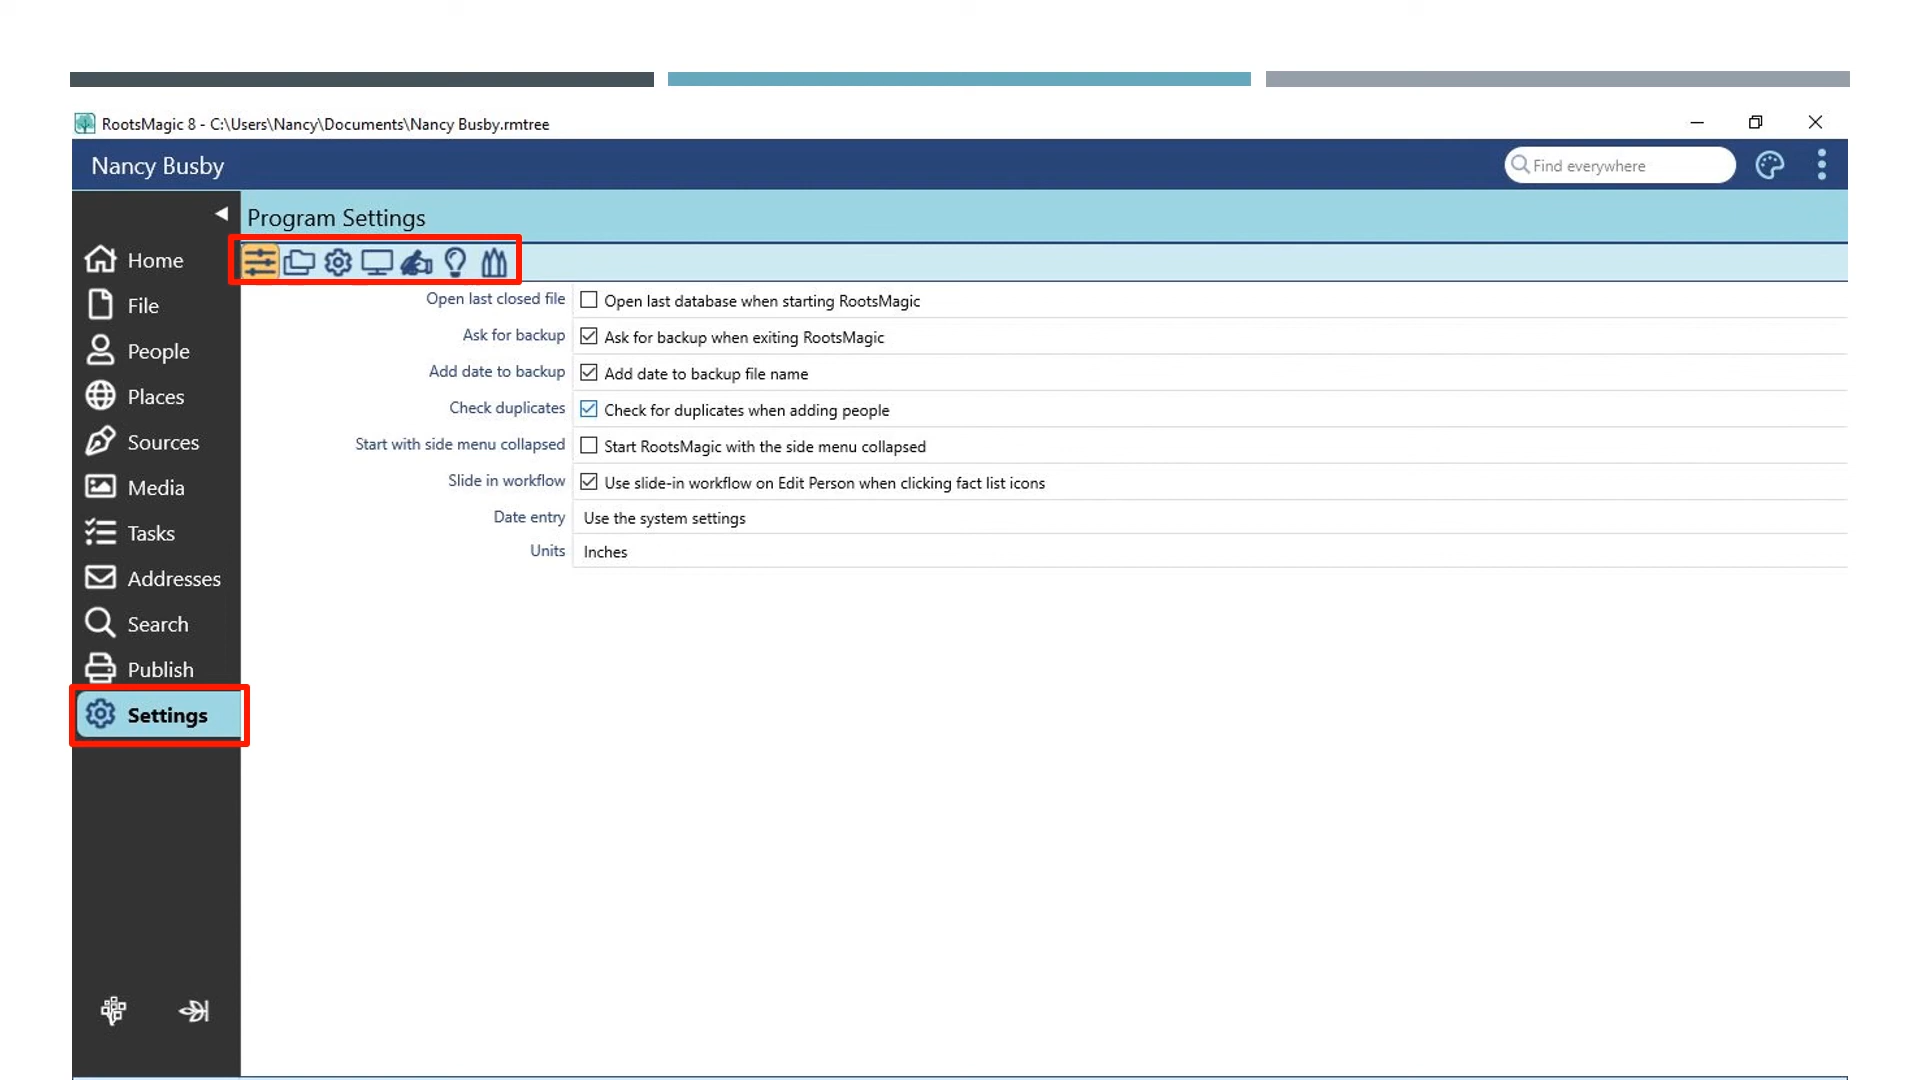 RootsMagic 8 - C:\Users\Nancy\Documents\Nancy Busby.rmtree
Nancy Busby
Find everywhere
Program Settings
Home
File
People
Places
Sources
Media
Tasks
Addresses
Search
Publish
Settings
Open last closed file Open last database when starting RootsMagic
Ask for backup Ask for backup when exiting RootsMagic
Add date to backup Add date to backup file name
Check duplicates Check for duplicates when adding people
Start with side menu collapsed Start RootsMagic with the side menu collapsed
Slide in workflow Use slide-in workflow on Edit Person when clicking fact list icons
Date entry Use the system settings
Units Inches